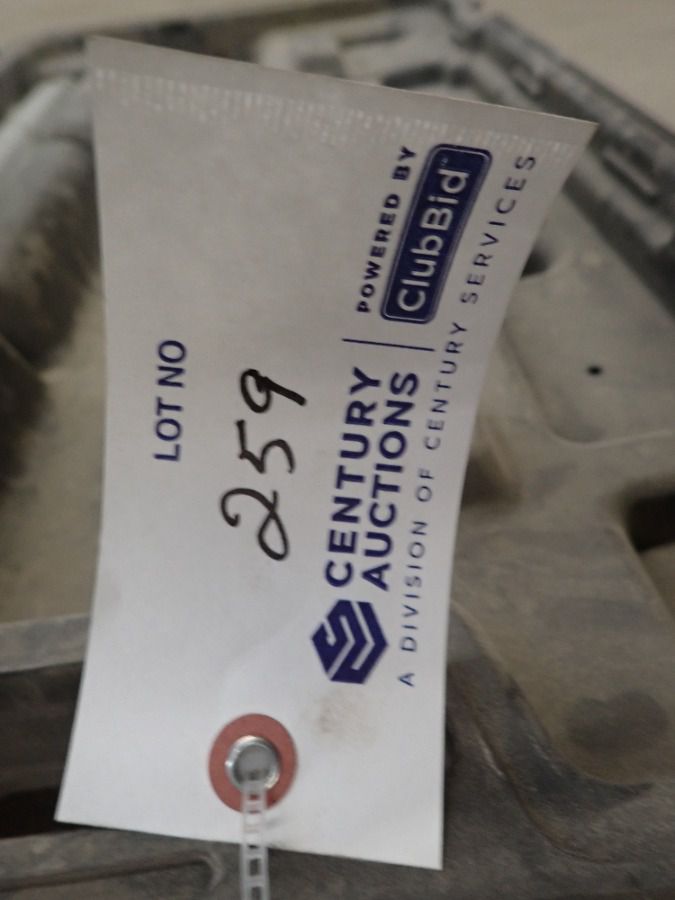 LOT NO
259
CENTURY
AUCTIONS
POWERED BY
ClubBid
A DIVISION OF CENTURY SERVICES